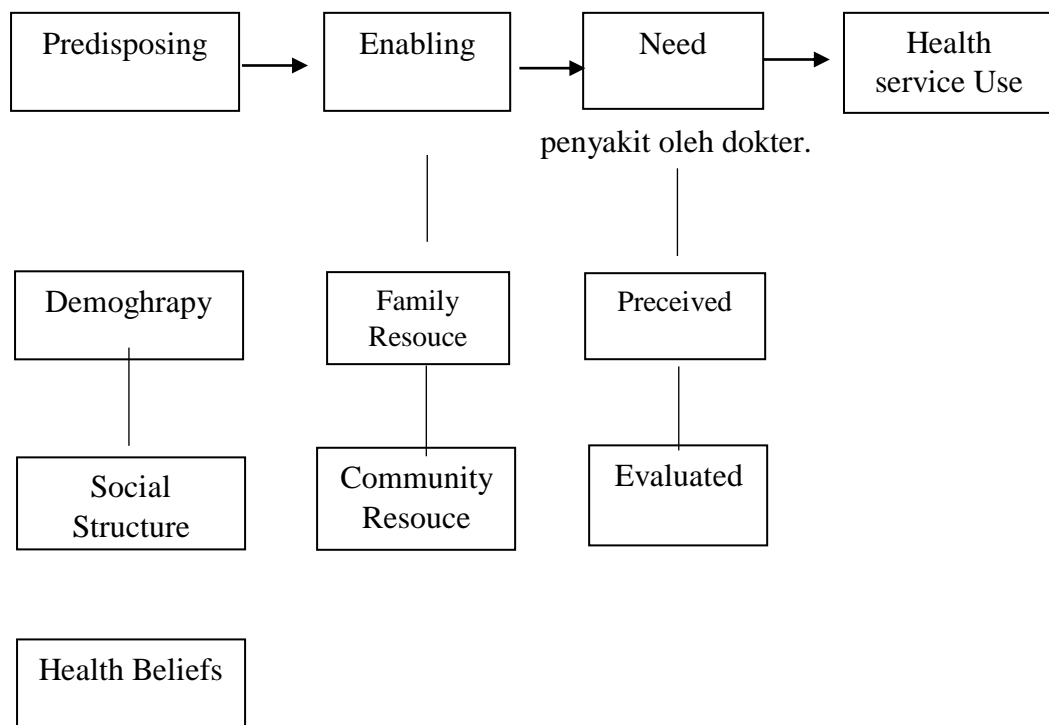 Predisposing
Enabling
Need
Health
service Use
penyakit oleh dokter.
Demoghrapy
Family
Resouce
Preceived
Social
Structure
Community
Resouce
Evaluated
Health Beliefs